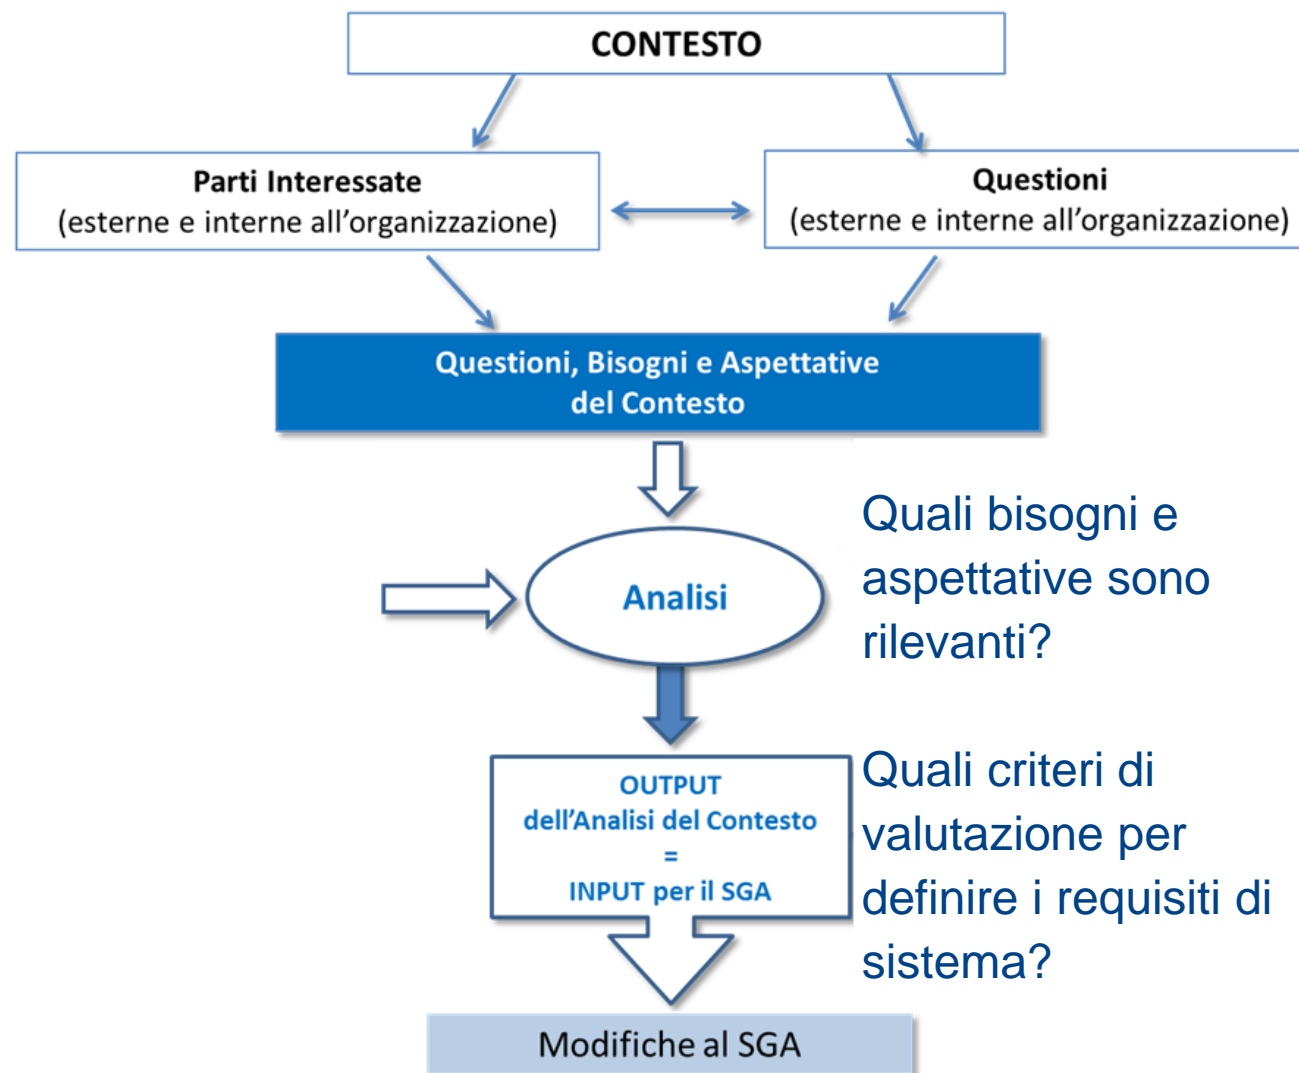 CONTESTO
Parti Interessate
(esterne e interne all'organizzazione)
Questioni
(esterne e interne all'organizzazione)
Questioni, Bisogni e Aspettative
del Contesto
Analisi
Quali bisogni e
aspettative sono
rilevanti?
OUTPUT
dell'Analisi del Contesto
=
INPUT per il SGA
Quali criteri di
valutazione per
definire i requisiti di
sistema?
Modifiche al SGA